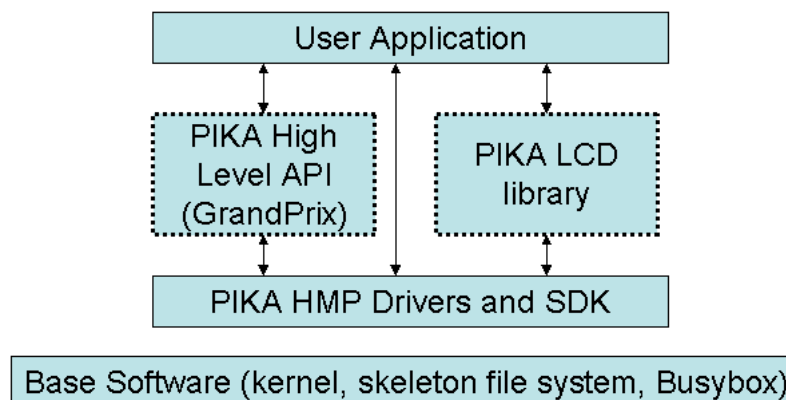 User Application
PIKA High
Level API
(GrandPrix)
PIKA LCD
library
PIKA HMP Drivers and SDK
Base Software (kernel, skeleton file system, Busybox)